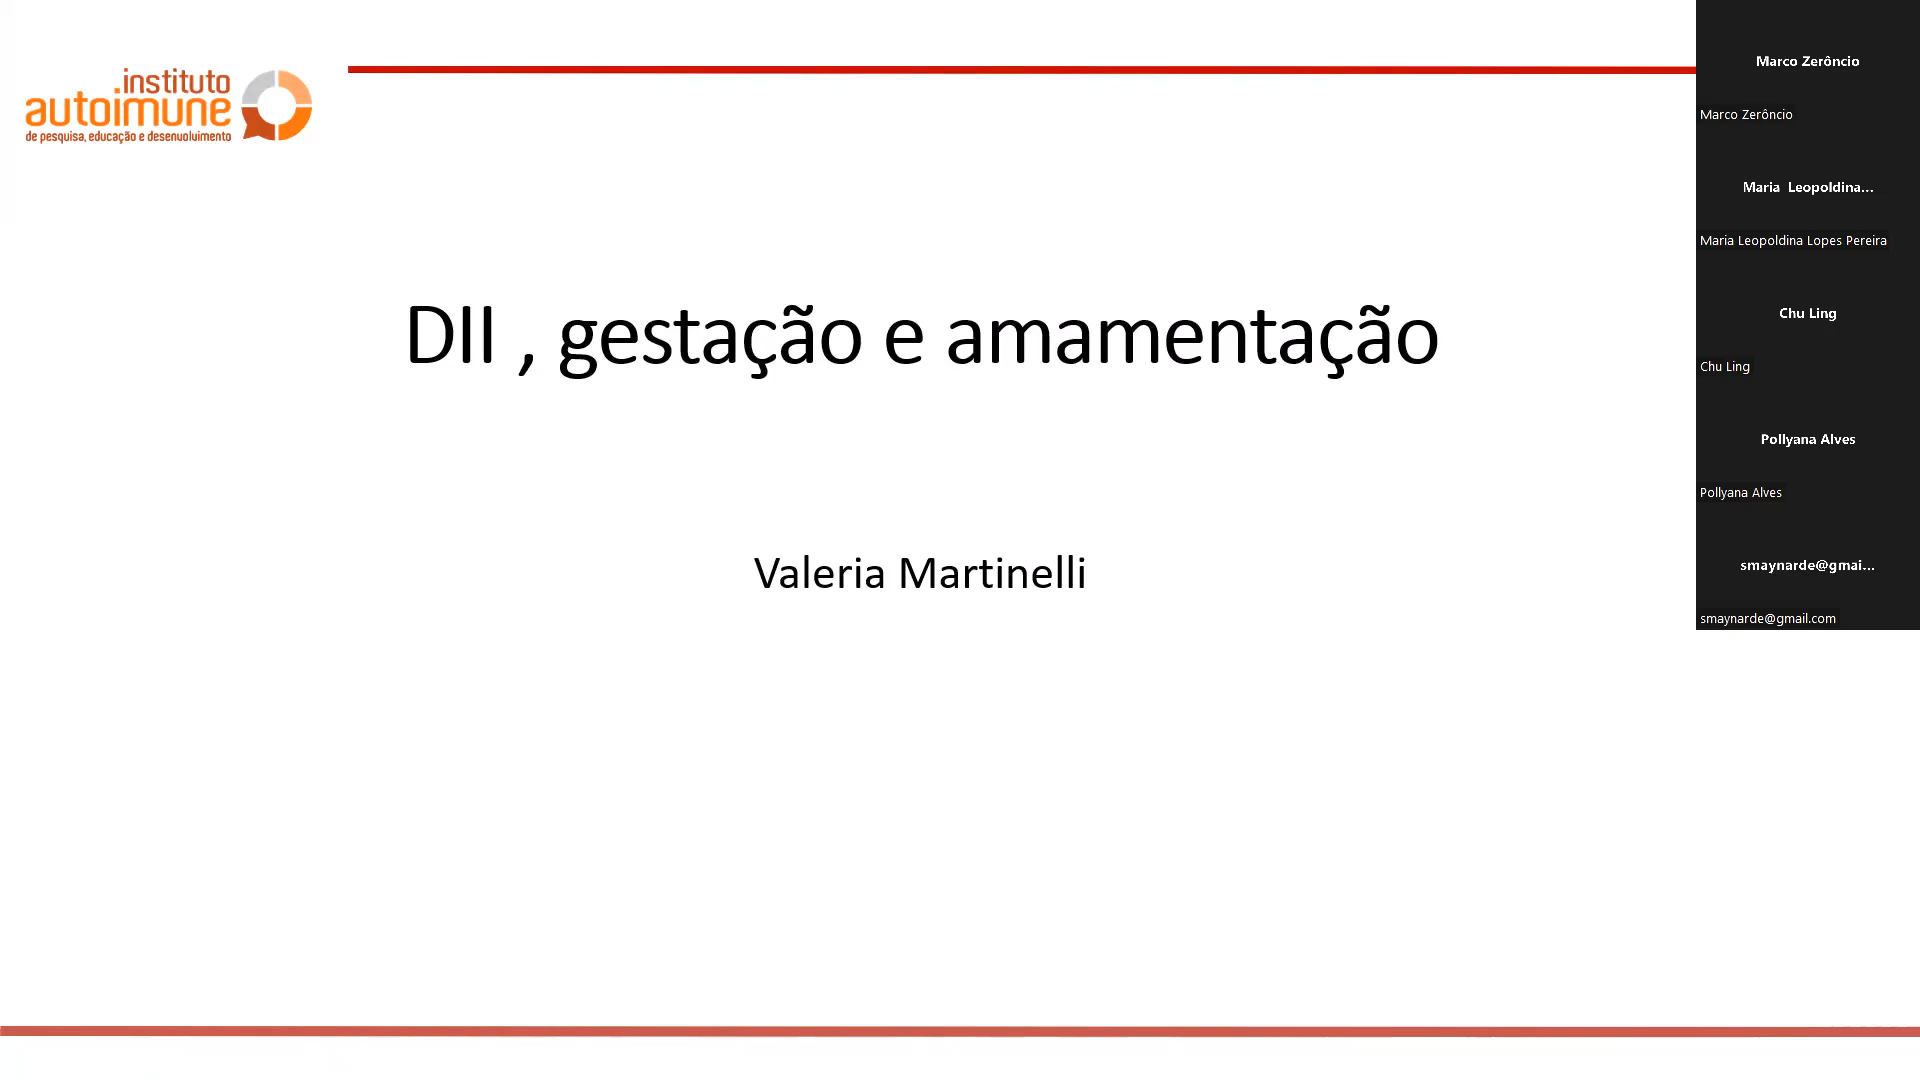 instituto
autoimune
de pesquisa, educação e desenvolvimento
DII , gestação e amamentação
Valeria Martinelli
Marco Zerôncio
Marco Zerôncio
Maria Leopoldina...
Maria Leopoldina Lopes Pereira
Chu Ling
Chu Ling
Pollyana Alves
Pollyana Alves
smaynarde@gmai...
smaynarde@gmail.com